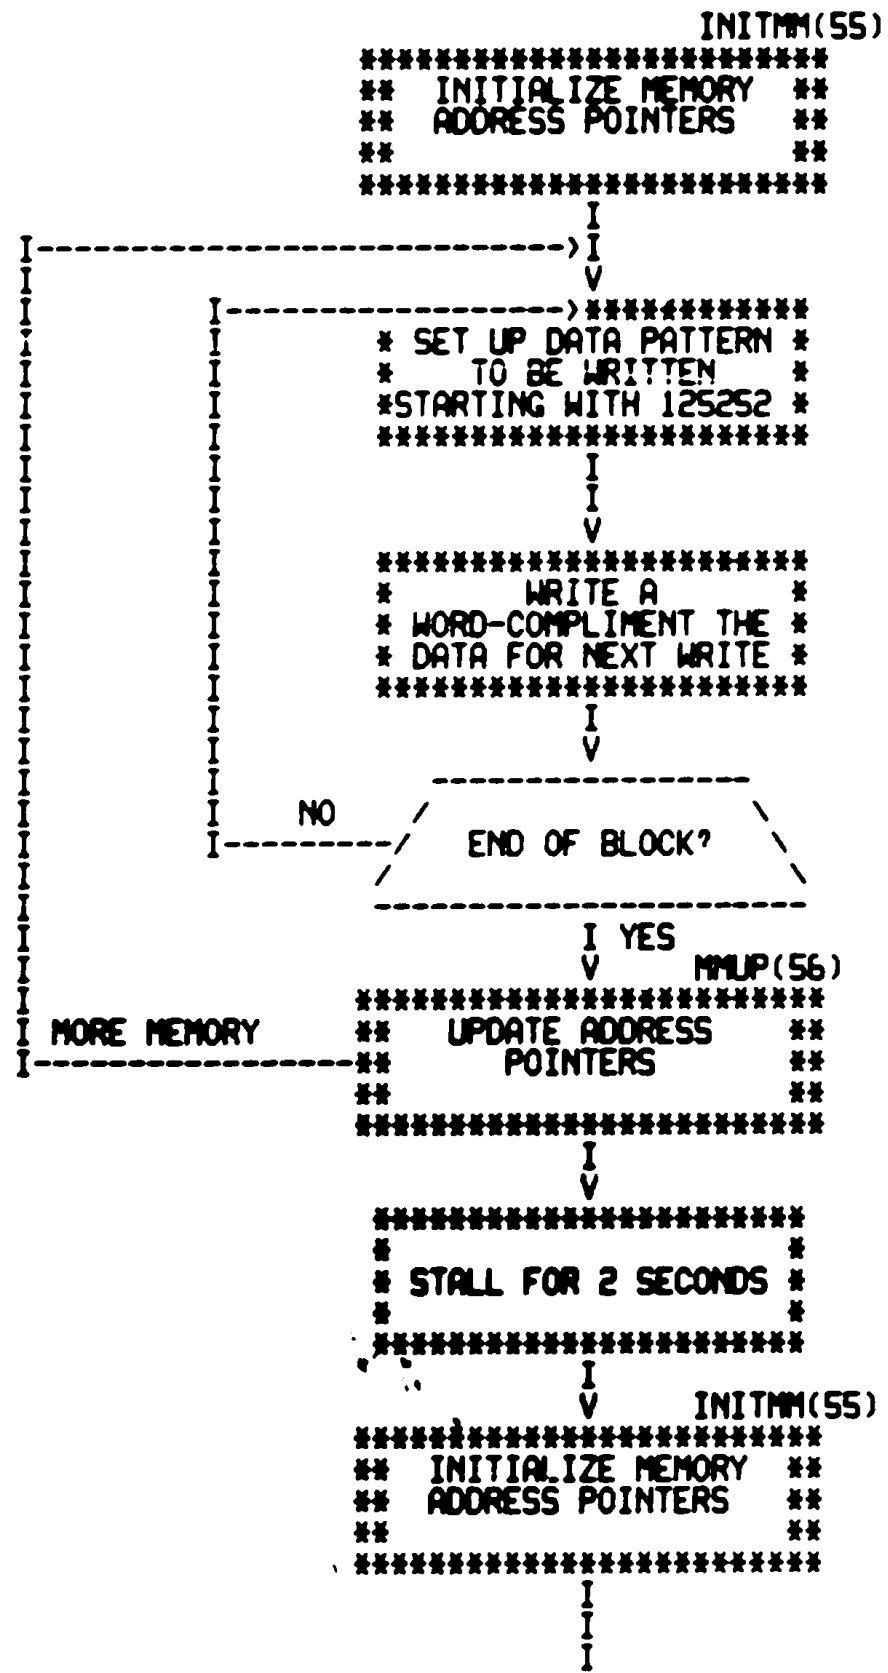 INITMM(55)
INITIALIZE MEMORY
ADDRESS POINTERS
SET UP DATA PATTERN
TO BE WRITTEN
STARTING WITH 125252
WRITE A
WORD-COMPLIMENT THE
DATA FOR NEXT WRITE
NO
END OF BLOCK?
YES
MMUP(56)
MORE MEMORY
UPDATE ADDRESS
POINTERS
STALL FOR 2 SECONDS
INITMM(55)
INITIALIZE MEMORY
ADDRESS POINTERS